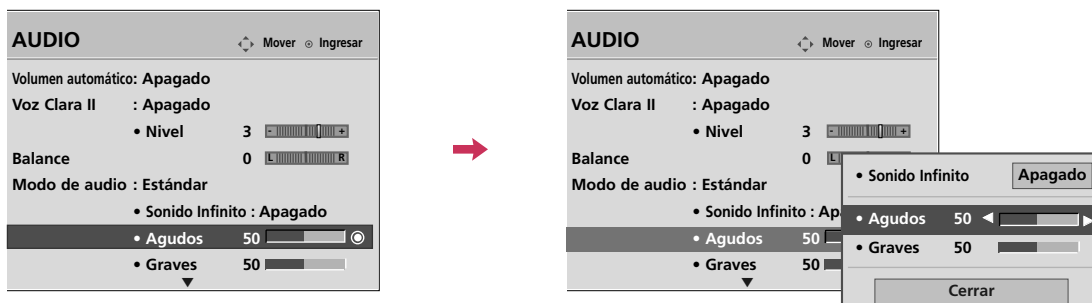 AUDIO
Mover Ingresar
Volumen automático: Apagado
Voz Clara II : Apagado
• Nivel 3 - +
Balance 0 L R
Modo de audio : Estándar
• Sonido Infinito : Apagado
• Agudos 50
• Graves 50
AUDIO
Mover Ingresar
Volumen automático: Apagado
Voz Clara II : Apagado
• Nivel 3 - +
Balance 0 L
Modo de audio : Estándar
• Sonido Infinito : Ap
• Agudos 50
• Graves 50
• Sonido Infinito Apagado
• Agudos 50
• Graves 50
Cerrar